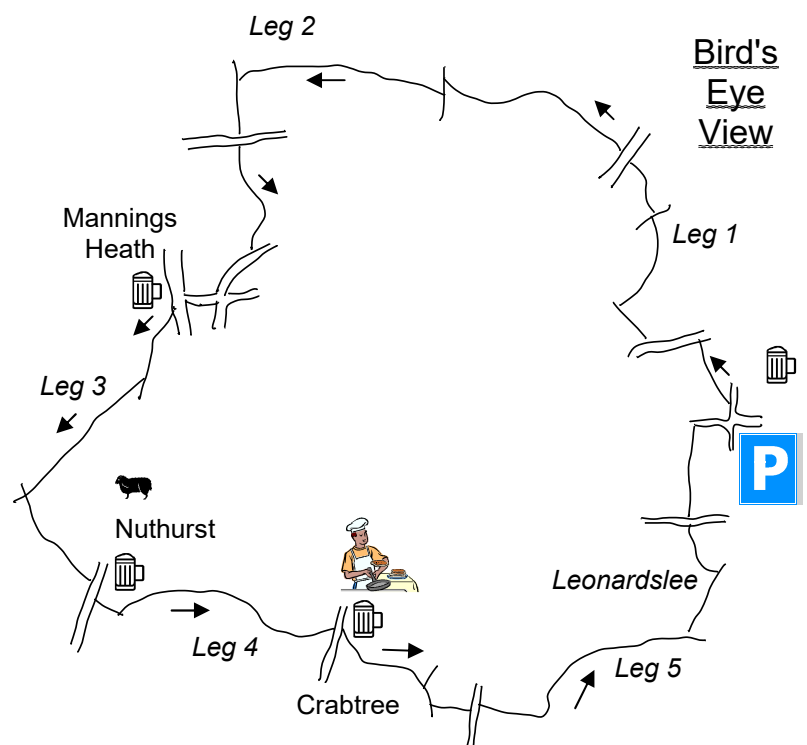 Leg 2
Bird's
Eye
View
Mannings
Heath
Leg 1
Leg 3
P
Nuthurst
Leonardslee
Leg 4
Leg 5
Crabtree